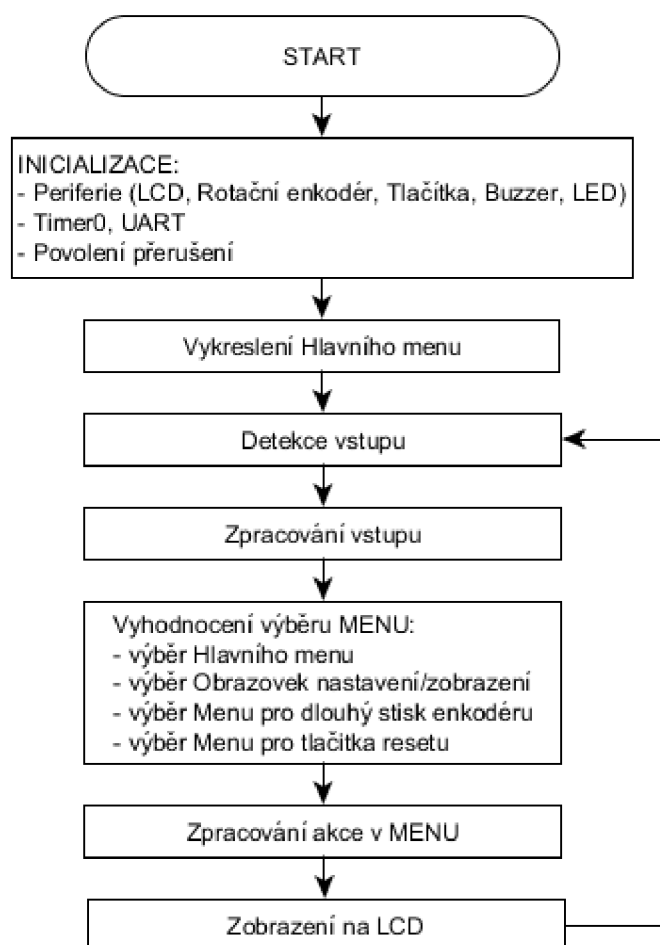 START
INICIALIZACE:
- Periferie (LCD, Rotační enkodér, Tlačítka, Buzzer, LED)
- Timer0, UART
- Povolení přerušení
Vykreslení Hlavního menu
Detekce vstupu
Zpracování vstupu
Vyhodnocení výběru MENU:
- výběr Hlavního menu
- výběr Obrazovek nastavení/zobrazení
- výběr Menu pro dlouhý stisk enkodéru
- výběr Menu pro tlačitka resetu
Zpracování akce v MENU
Zobrazení na LCD